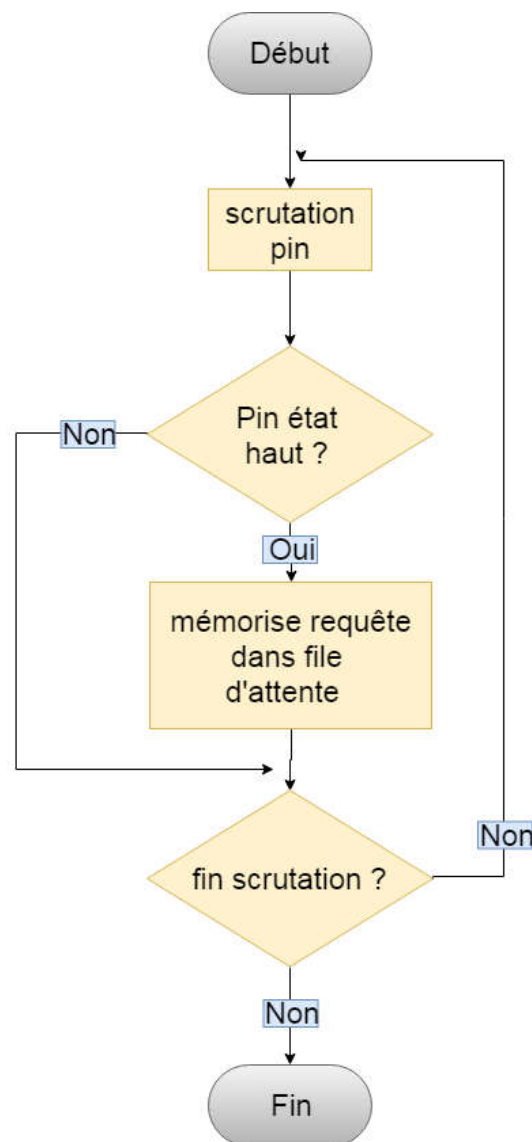 Début
scrutation
pin
Pin état
haut ?
Non
Oui
mémorise requête
dans file
d'attente
fin scrutation ?
Non
Non
Fin